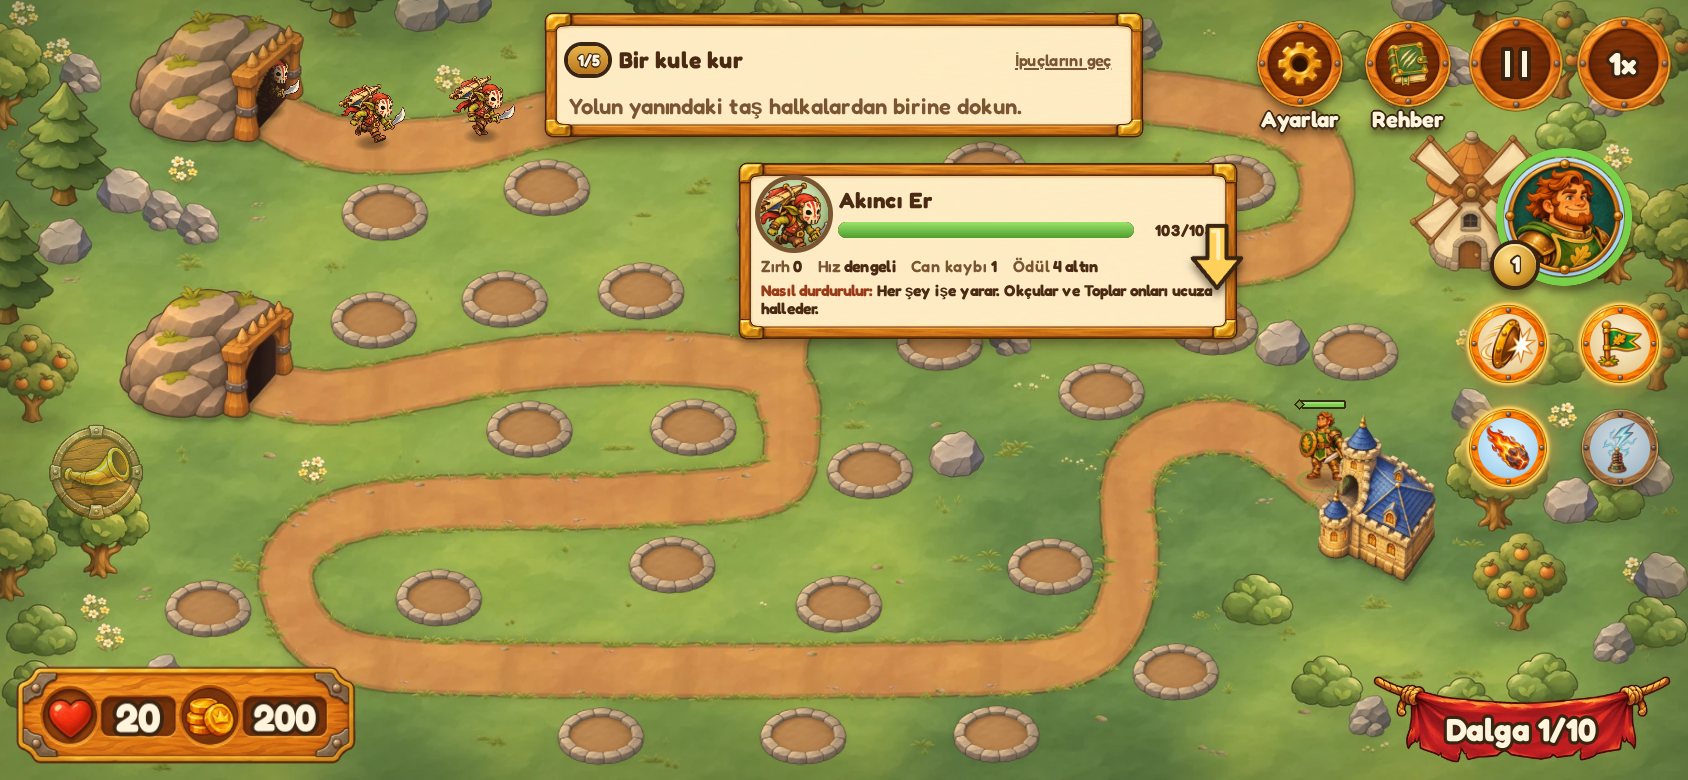 1/5 Bir kule kur
İpuçlarını geç
Yolun yanındaki taş halkalardan birine dokun.
1x
Ayarlar
Rehber
Akıncı Er
103/10
Zırh 0 Hız dengeli Can kaybı 1 Ödül 4 altın
Nasıl durdurulur: Her şey işe yarar. Okçular ve Toplar onları ucuza
halleder.
1
20
200
Dalga 1/10